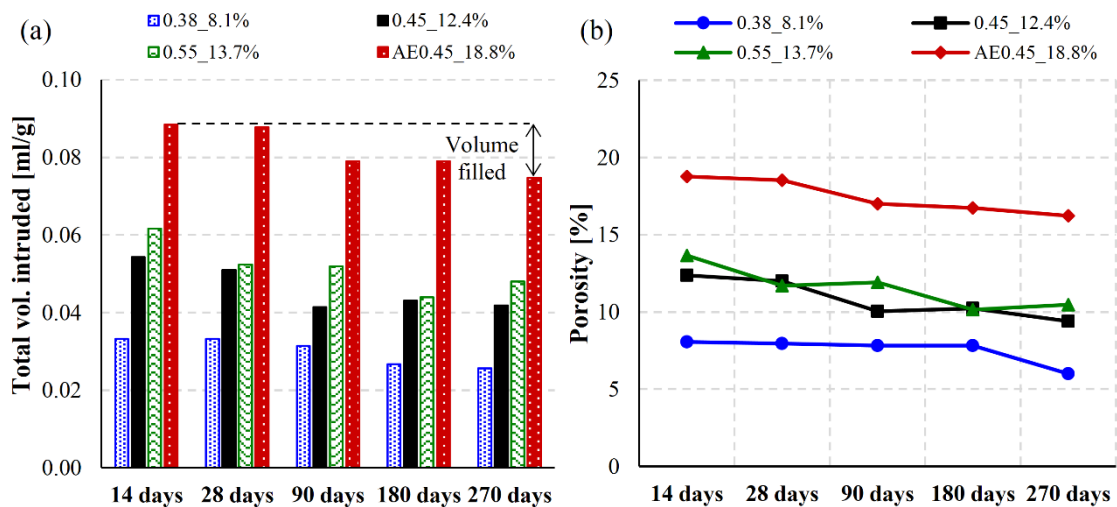 (a)
0.38_8.1%
0.45_12.4%
0.55_13.7%
AE0.45_18.8%
Total vol. intruded [ml/g]
0.10
0.08
0.06
0.04
0.02
0.00
Volume
filled
14 days 28 days 90 days 180 days 270 days
(b)
0.38_8.1%
0.45_12.4%
0.55_13.7%
AE0.45_18.8%
Porosity [%]
25
20
15
10
5
0
14 days 28 days 90 days 180 days 270 days